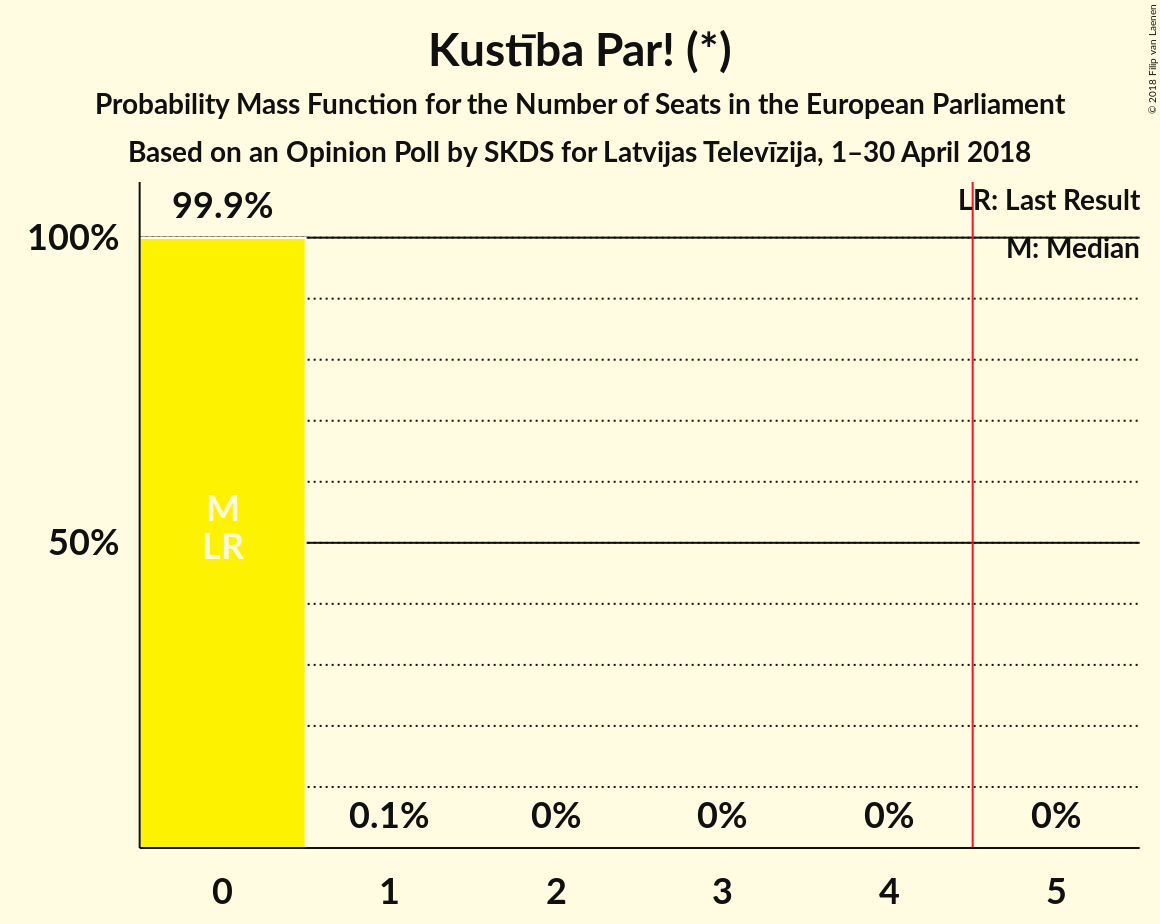 Kustība Par! (*)
Probability Mass Function for the Number of Seats in the European Parliament
Based on an Opinion Poll by SKDS for Latvijas Televīzija, 1–30 April 2018
© 2018 Filip van Laenen
LR: Last Result
M: Median
99.9%
100%
50%
M
LR
0.1%
0%
0%
0%
0%
0
1
2
3
4
5